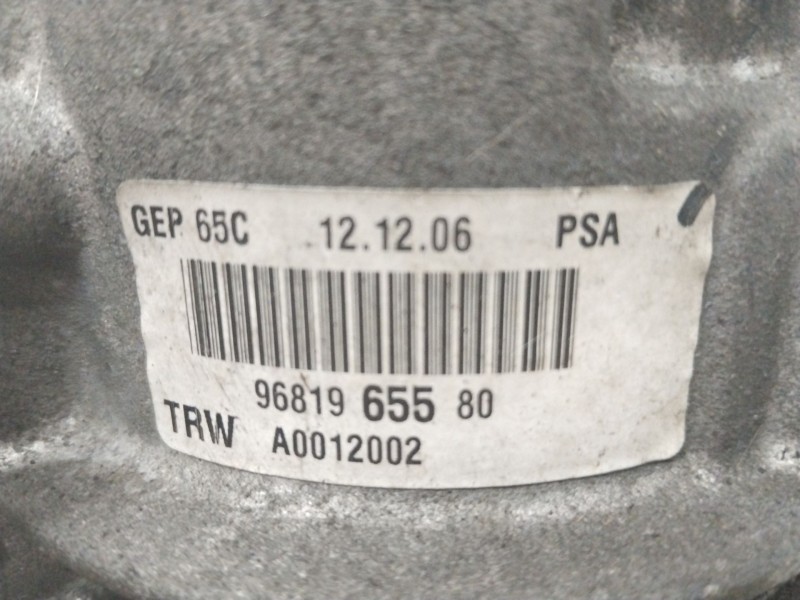 GEP 65C 12.12.06 PSA
96819 655 80
TRW A0012002